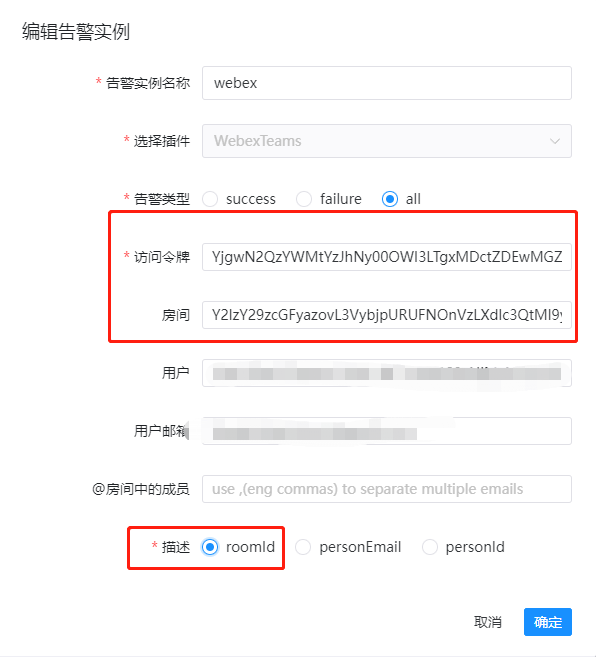 编辑告警实例
* 告警实例名称 webex
* 选择插件 WebexTeams
* 告警类型 success failure all
* 访问令牌 YjgwN2QzYWMtYzJhNy00OWI3LTgxMDctZDEwMGZ
房间 Y2lzY29zcGFyazovL3VybjpURUFNOnVzLXdlc3QtMl9y
用户
用户邮箱
@房间中的成员 use ,(eng commas) to separate multiple emails
* 描述 roomId personEmail personId
取消 确定